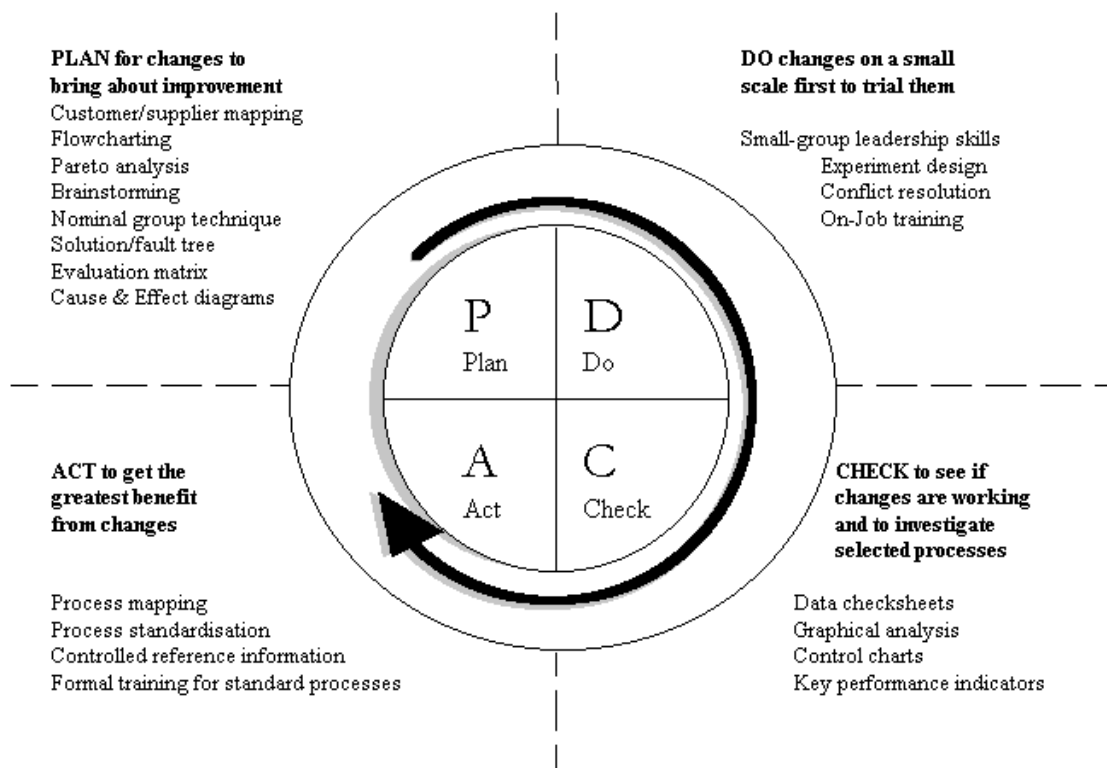 PLAN for changes to
bring about improvement
Customer/supplier mapping
Flowcharting
Pareto analysis
Brainstorming
Nominal group technique
Solution/fault tree
Evaluation matrix
Cause & Effect diagrams
DO changes on a small
scale first to trial them
Small-group leadership skills
Experiment design
Conflict resolution
On-Job training
P
Plan
D
Do
A
Act
C
Check
ACT to get the
greatest benefit
from changes
Process mapping
Process standardisation
Controlled reference information
Formal training for standard processes
CHECK to see if
changes are working
and to investigate
selected processes
Data checksheets
Graphical analysis
Control charts
Key performance indicators